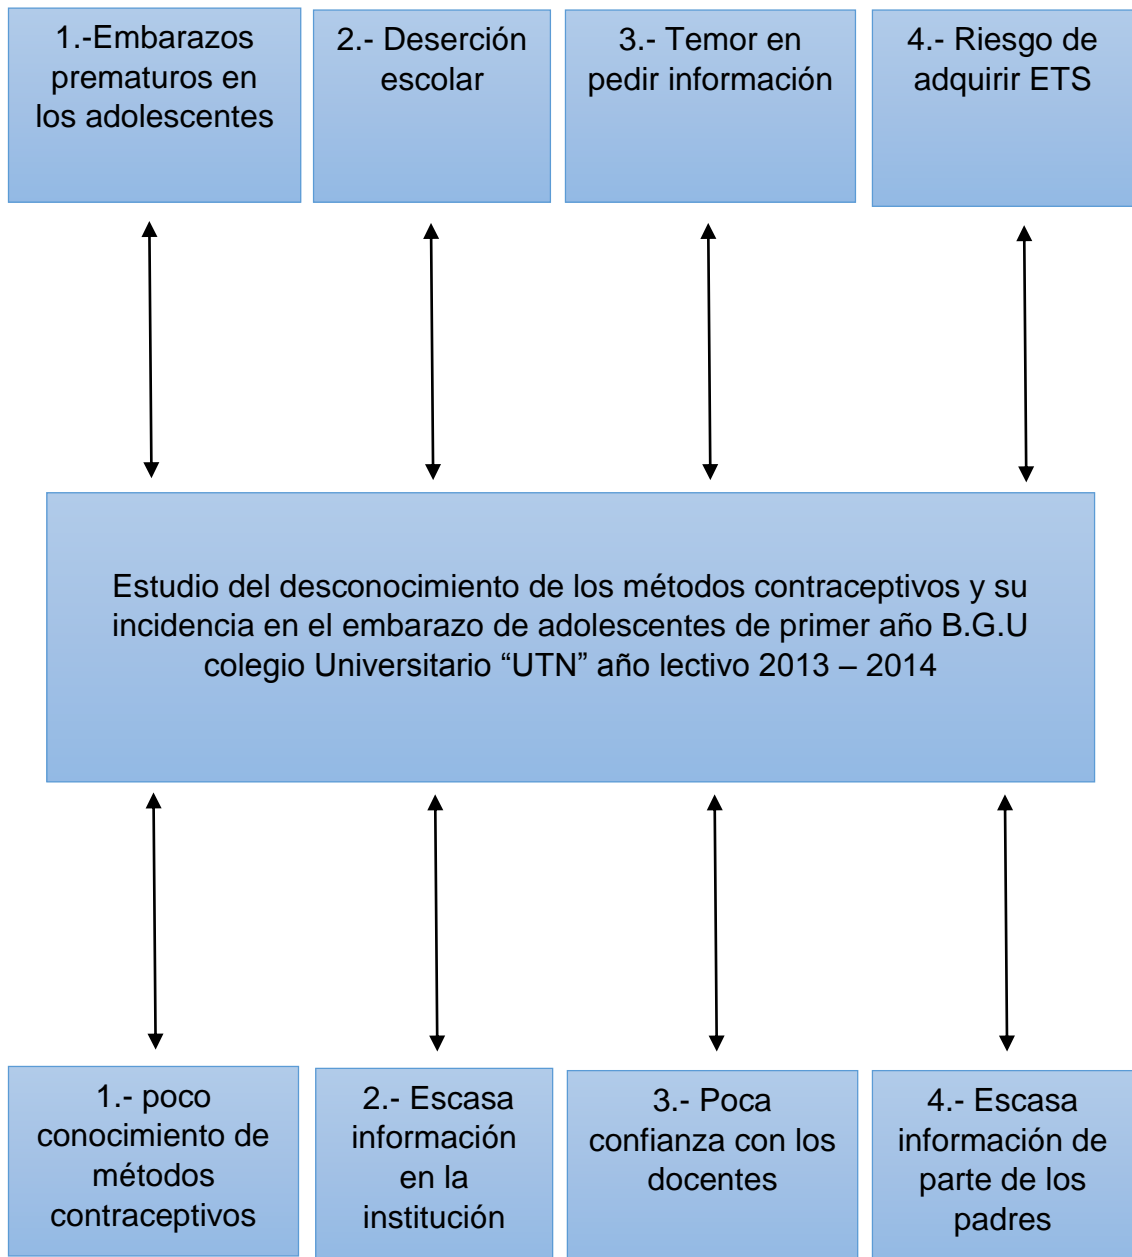 1.-Embarazos
prematuros en
los adolescentes
2.- Deserción
escolar
3.- Temor en
pedir información
4.- Riesgo de
adquirir ETS
Estudio del desconocimiento de los métodos contraceptivos y su
incidencia en el embarazo de adolescentes de primer año B.G.U
colegio Universitario “UTN” año lectivo 2013 – 2014
1.- poco
conocimiento de
métodos
contraceptivos
2.- Escasa
información
en la
institución
3.- Poca
confianza con los
docentes
4.- Escasa
información de
parte de los
padres